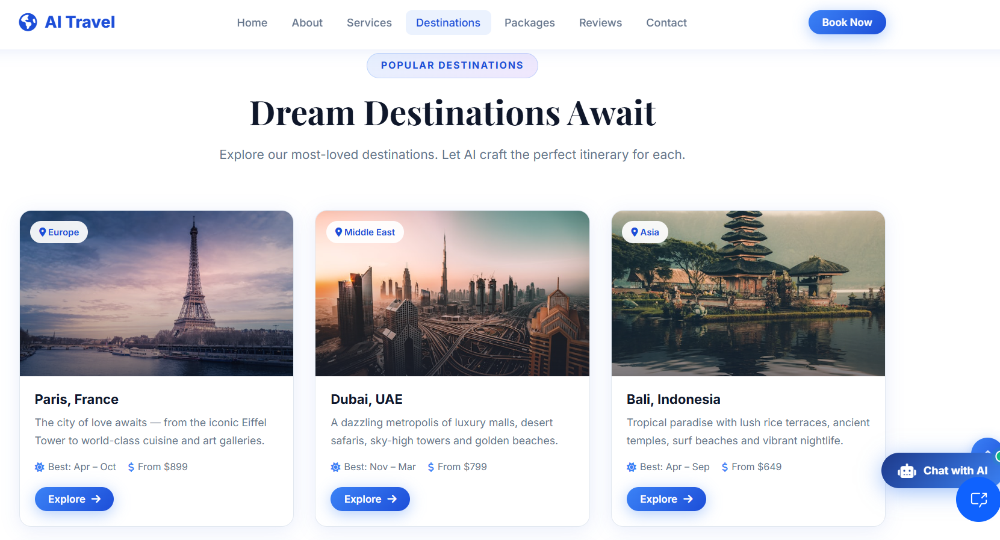 AI Travel
Home
About
Services
Destinations
Packages
Reviews
Contact
Book Now
POPULAR DESTINATIONS
Dream Destinations Await
Explore our most-loved destinations. Let AI craft the perfect itinerary for each.
Europe
Middle East
Asia
Paris, France
The city of love awaits — from the iconic Eiffel
Tower to world-class cuisine and art galleries.
Best: Apr – Oct
$ From $899
Explore →
Dubai, UAE
A dazzling metropolis of luxury malls, desert
safaris, sky-high towers and golden beaches.
Best: Nov – Mar
$ From $799
Explore →
Bali, Indonesia
Tropical paradise with lush rice terraces, ancient
temples, surf beaches and vibrant nightlife.
Best: Apr – Sep
$ From $649
Explore →
Chat with AI